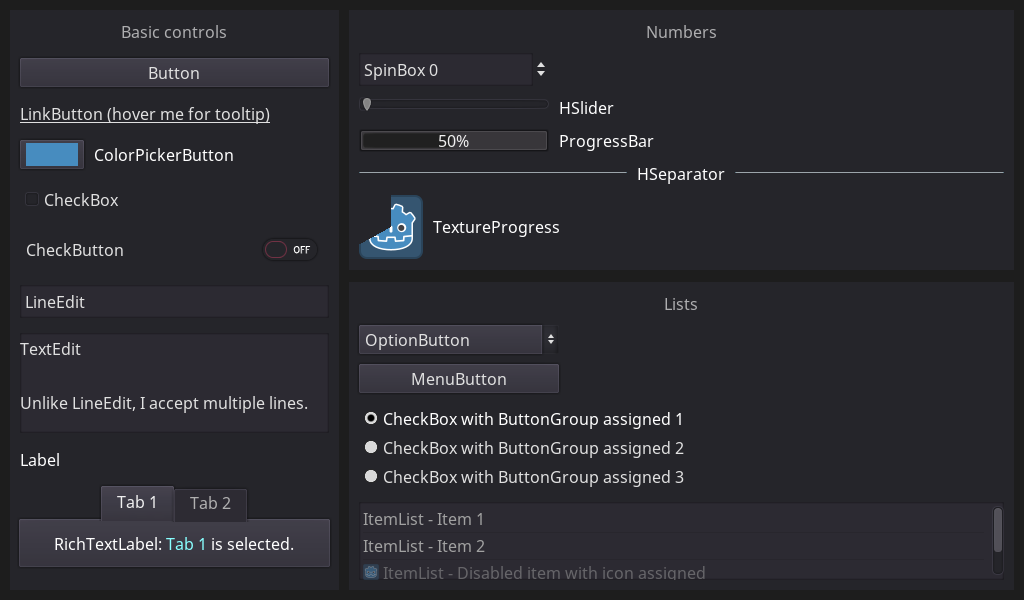 Basic controls
Button
LinkButton (hover me for tooltip)
ColorPickerButton
CheckBox
CheckButton
OFF
LineEdit
TextEdit
Unlike LineEdit, I accept multiple lines.
Label
Tab 1
Tab 2
RichTextLabel: Tab 1 is selected.
Numbers
SpinBox 0
HSlider
50%
ProgressBar
HSeparator
TextureProgress
Lists
OptionButton
MenuButton
CheckBox with ButtonGroup assigned 1
CheckBox with ButtonGroup assigned 2
CheckBox with ButtonGroup assigned 3
ItemList - Item 1
ItemList - Item 2
ItemList - Disabled item with icon assigned